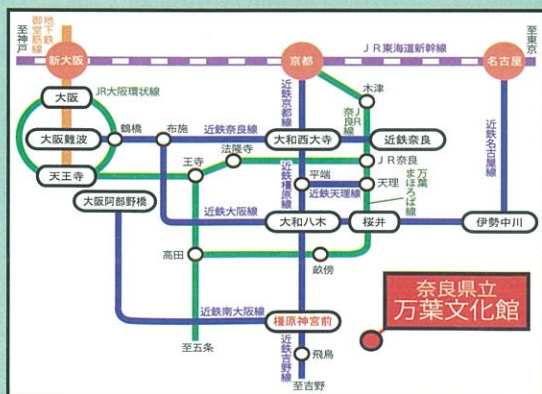 至神戸
地下鉄
御堂筋線
至東京
新大阪
京都
JR東海道新幹線
名古屋
大阪
JR大阪環状線
木津
近鉄京都線
JR
奈良線
大阪難波
鶴橋
布施
近鉄奈良線
大和西大寺
近鉄奈良
近鉄名古屋線
天王寺
王寺
法隆寺
JR奈良
大阪阿部野橋
平端
天理
近鉄天理線
万葉
まほろば線
近鉄橿原線
近鉄大阪線
大和八木
桜井
伊勢中川
高田
畝傍
奈良県立
万葉文化館
近鉄南大阪線
橿原神宮前
至五条
近鉄吉野線
飛鳥
至吉野